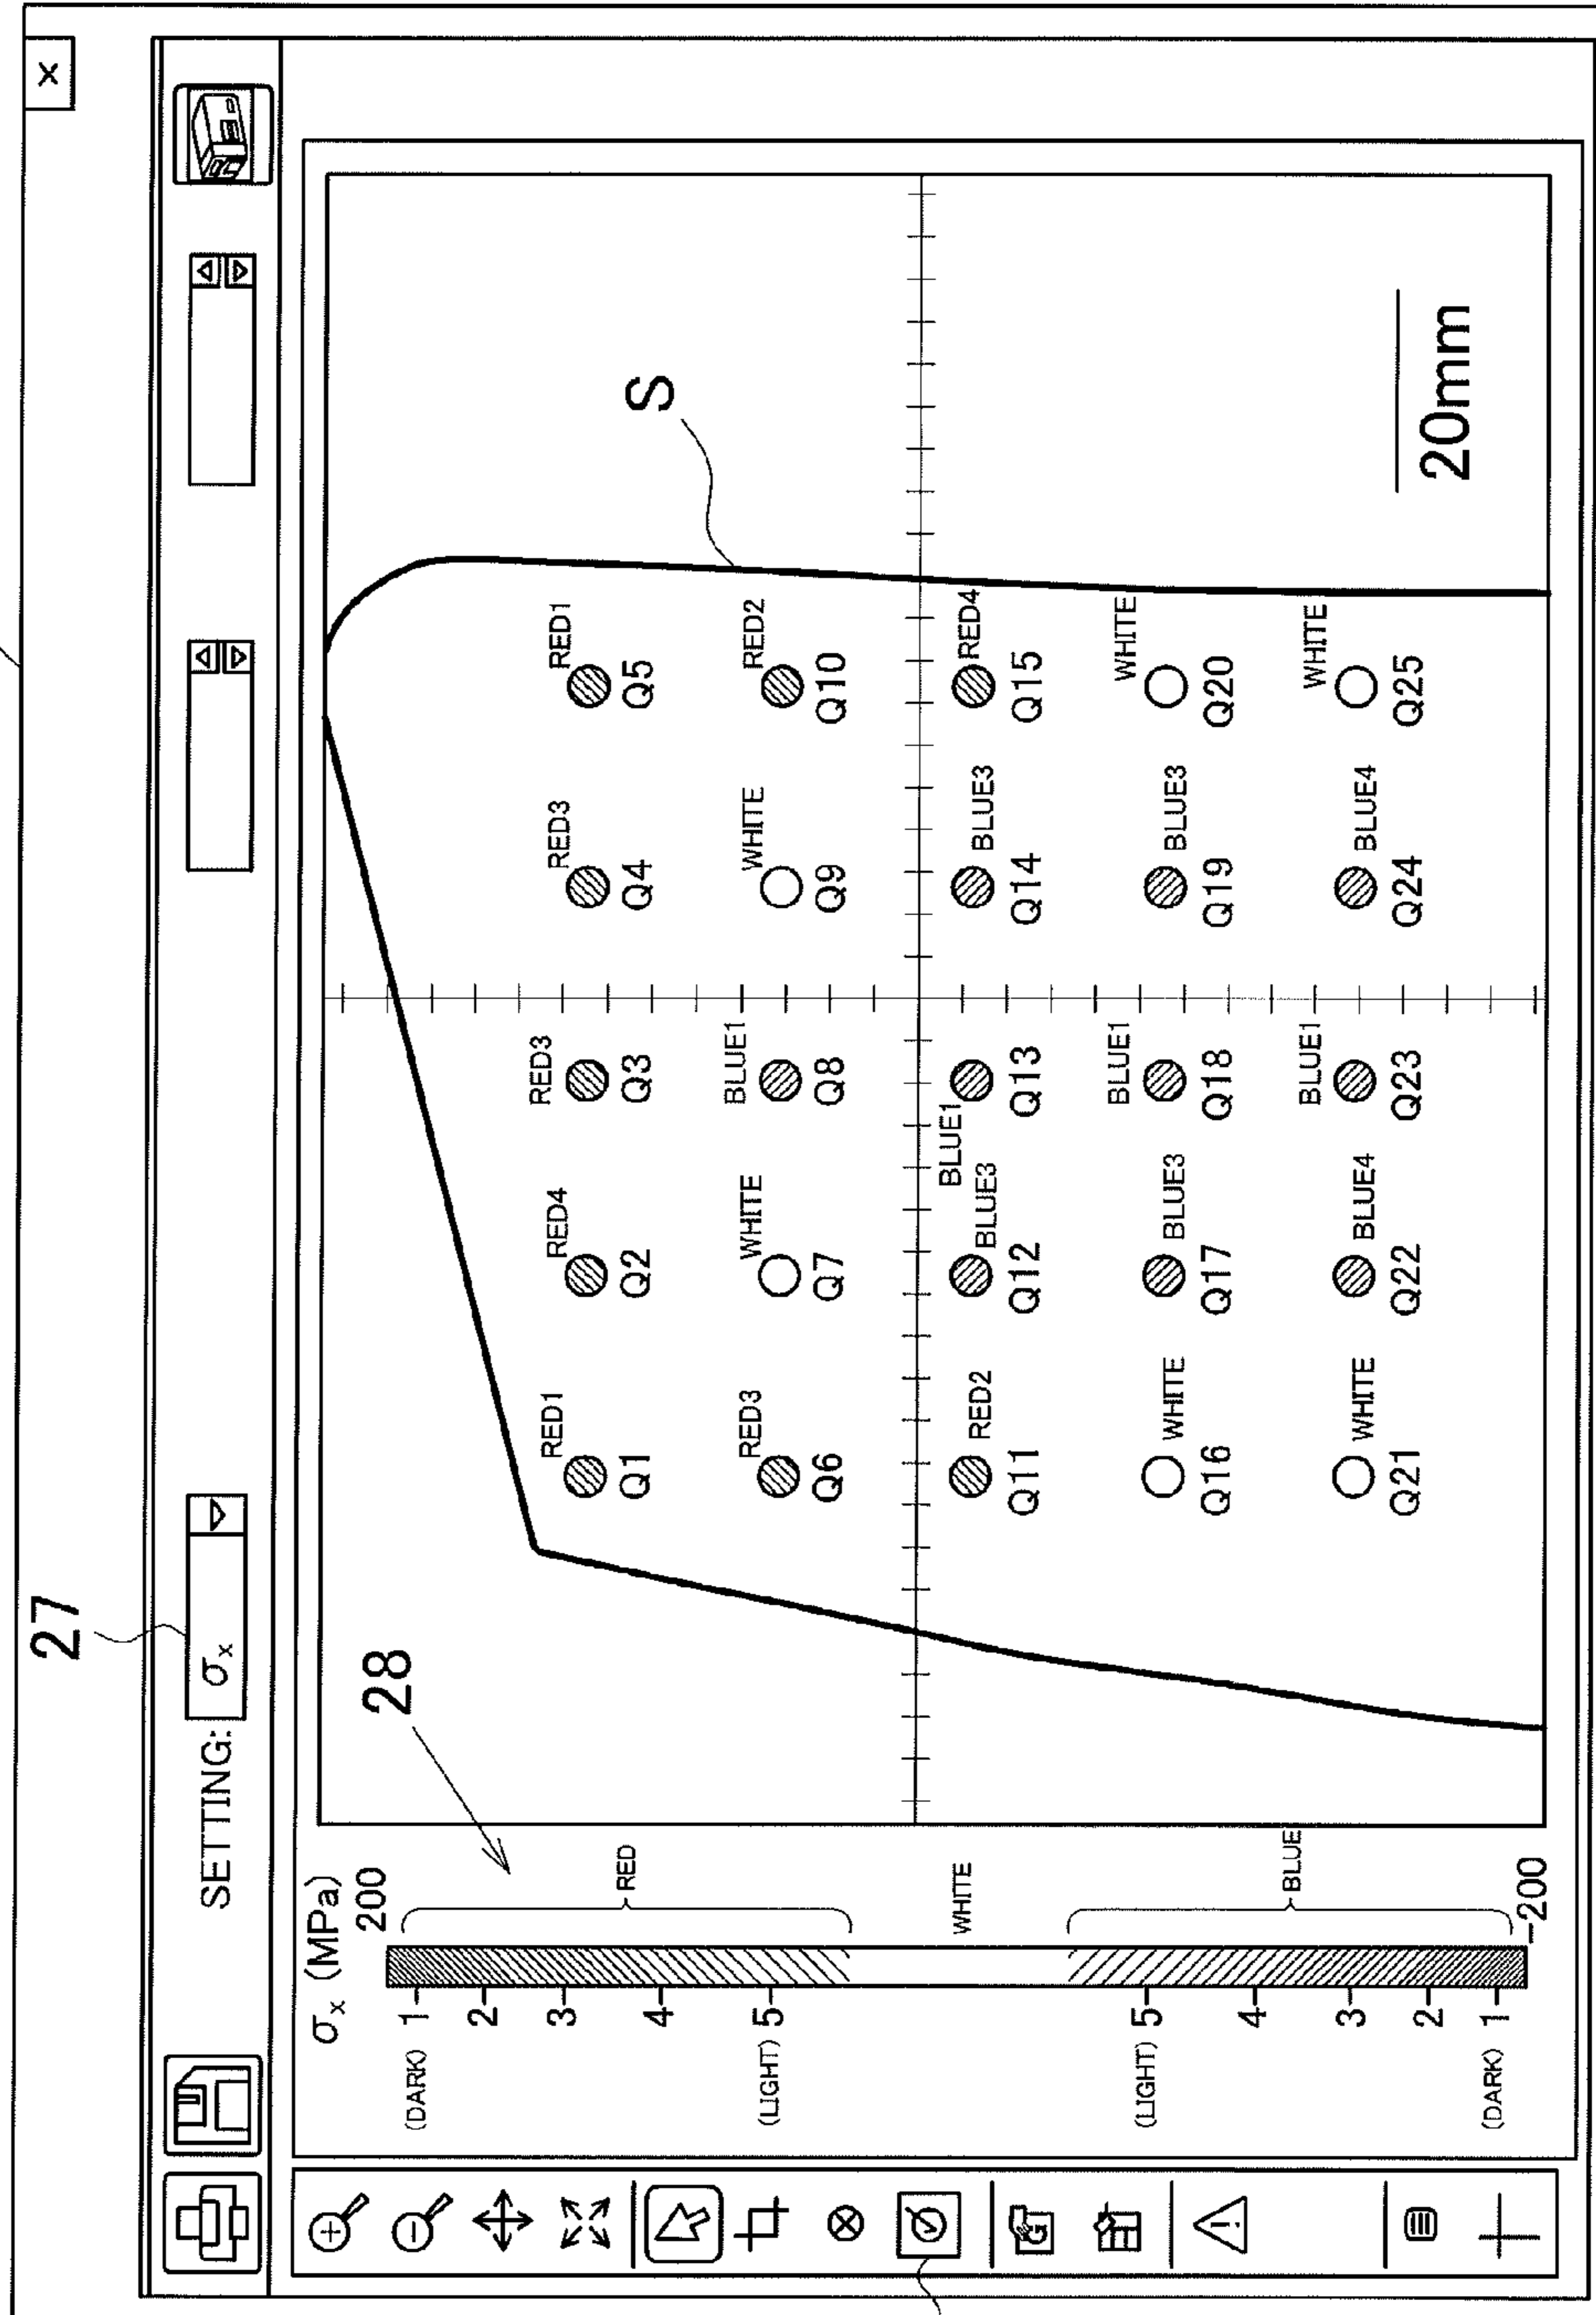 27
×
SETTING: σx
28
S
σx (MPa)
200
(DARK) 1
2
3
4
(LIGHT) 5
RED
WHITE
(LIGHT) 5
4
3
2
(DARK) 1
BLUE
-200
RED1 RED4 RED3 RED3 RED1
Q1 Q2 Q3 Q4 Q5
RED3 WHITE BLUE1 WHITE RED2
Q6 Q7 Q8 Q9 Q10
RED2 BLUE3 BLUE1 BLUE3 RED4
Q11 Q12 Q13 Q14 Q15
WHITE BLUE3 BLUE1 BLUE3 WHITE
Q16 Q17 Q18 Q19 Q20
WHITE BLUE4 BLUE1 BLUE4 WHITE
Q21 Q22 Q23 Q24 Q25
20mm